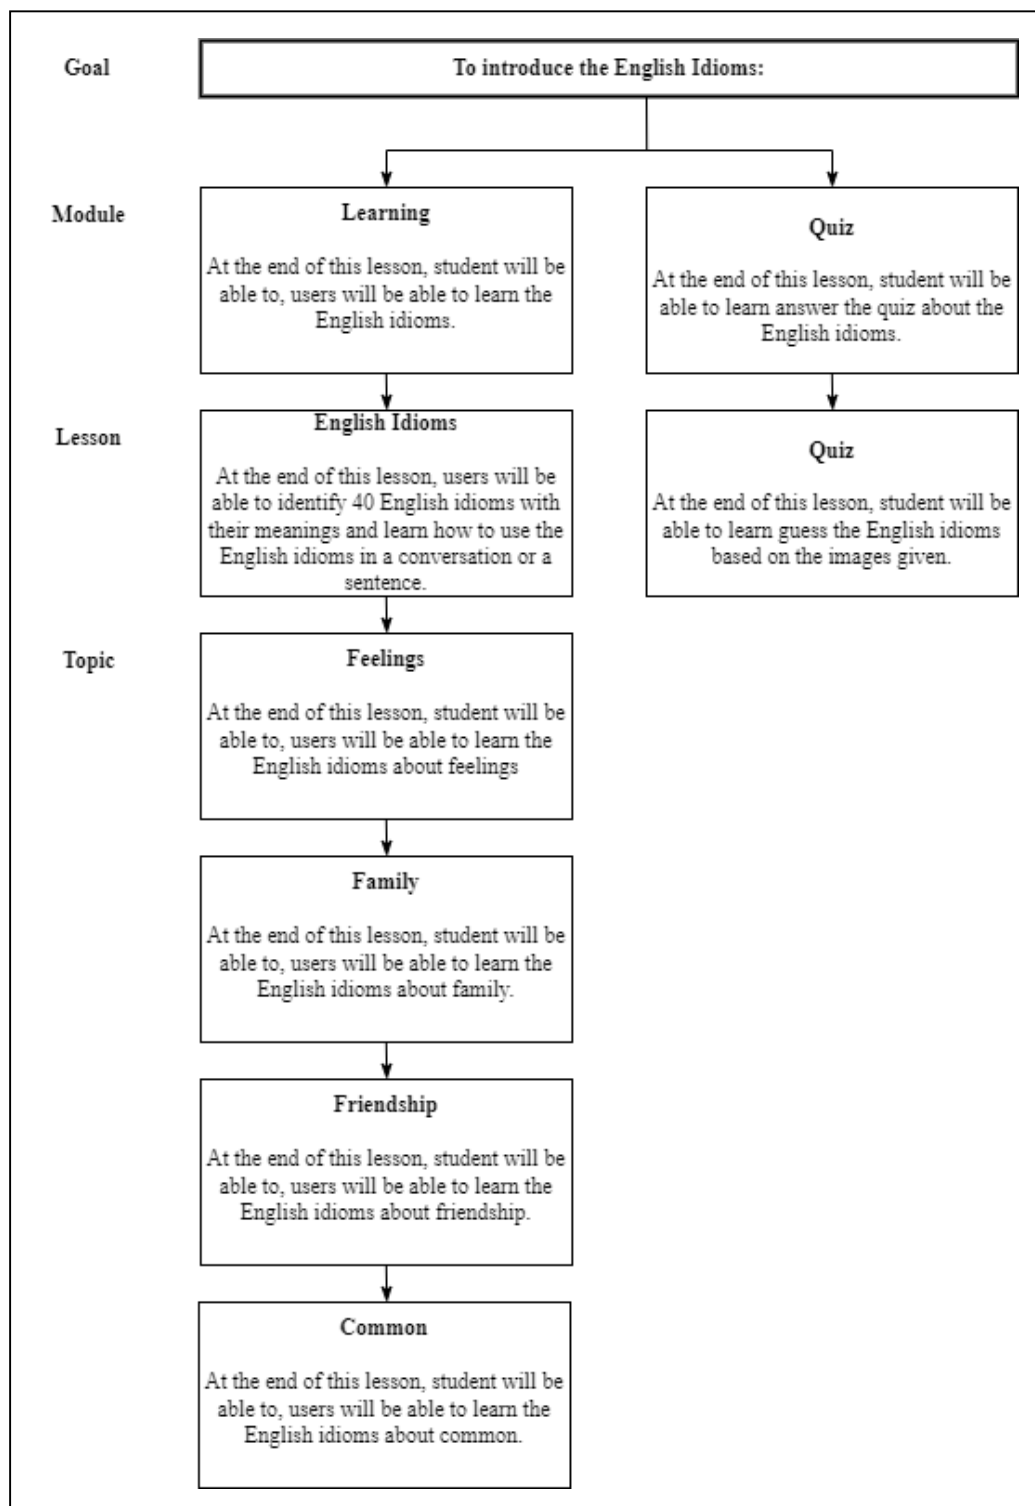 Goal
To introduce the English Idioms:
Module
Learning
At the end of this lesson, student will be
able to, users will be able to learn the
English idioms.
Quiz
At the end of this lesson, student will be
able to learn answer the quiz about the
English idioms.
Lesson
English Idioms
At the end of this lesson, users will be
able to identify 40 English idioms with
their meanings and learn how to use the
English idioms in a conversation or a
sentence.
Quiz
At the end of this lesson, student will be
able to learn guess the English idioms
based on the images given.
Topic
Feelings
At the end of this lesson, student will be
able to, users will be able to learn the
English idioms about feelings
Family
At the end of this lesson, student will be
able to, users will be able to learn the
English idioms about family.
Friendship
At the end of this lesson, student will be
able to, users will be able to learn the
English idioms about friendship.
Common
At the end of this lesson, student will be
able to, users will be able to learn the
English idioms about common.